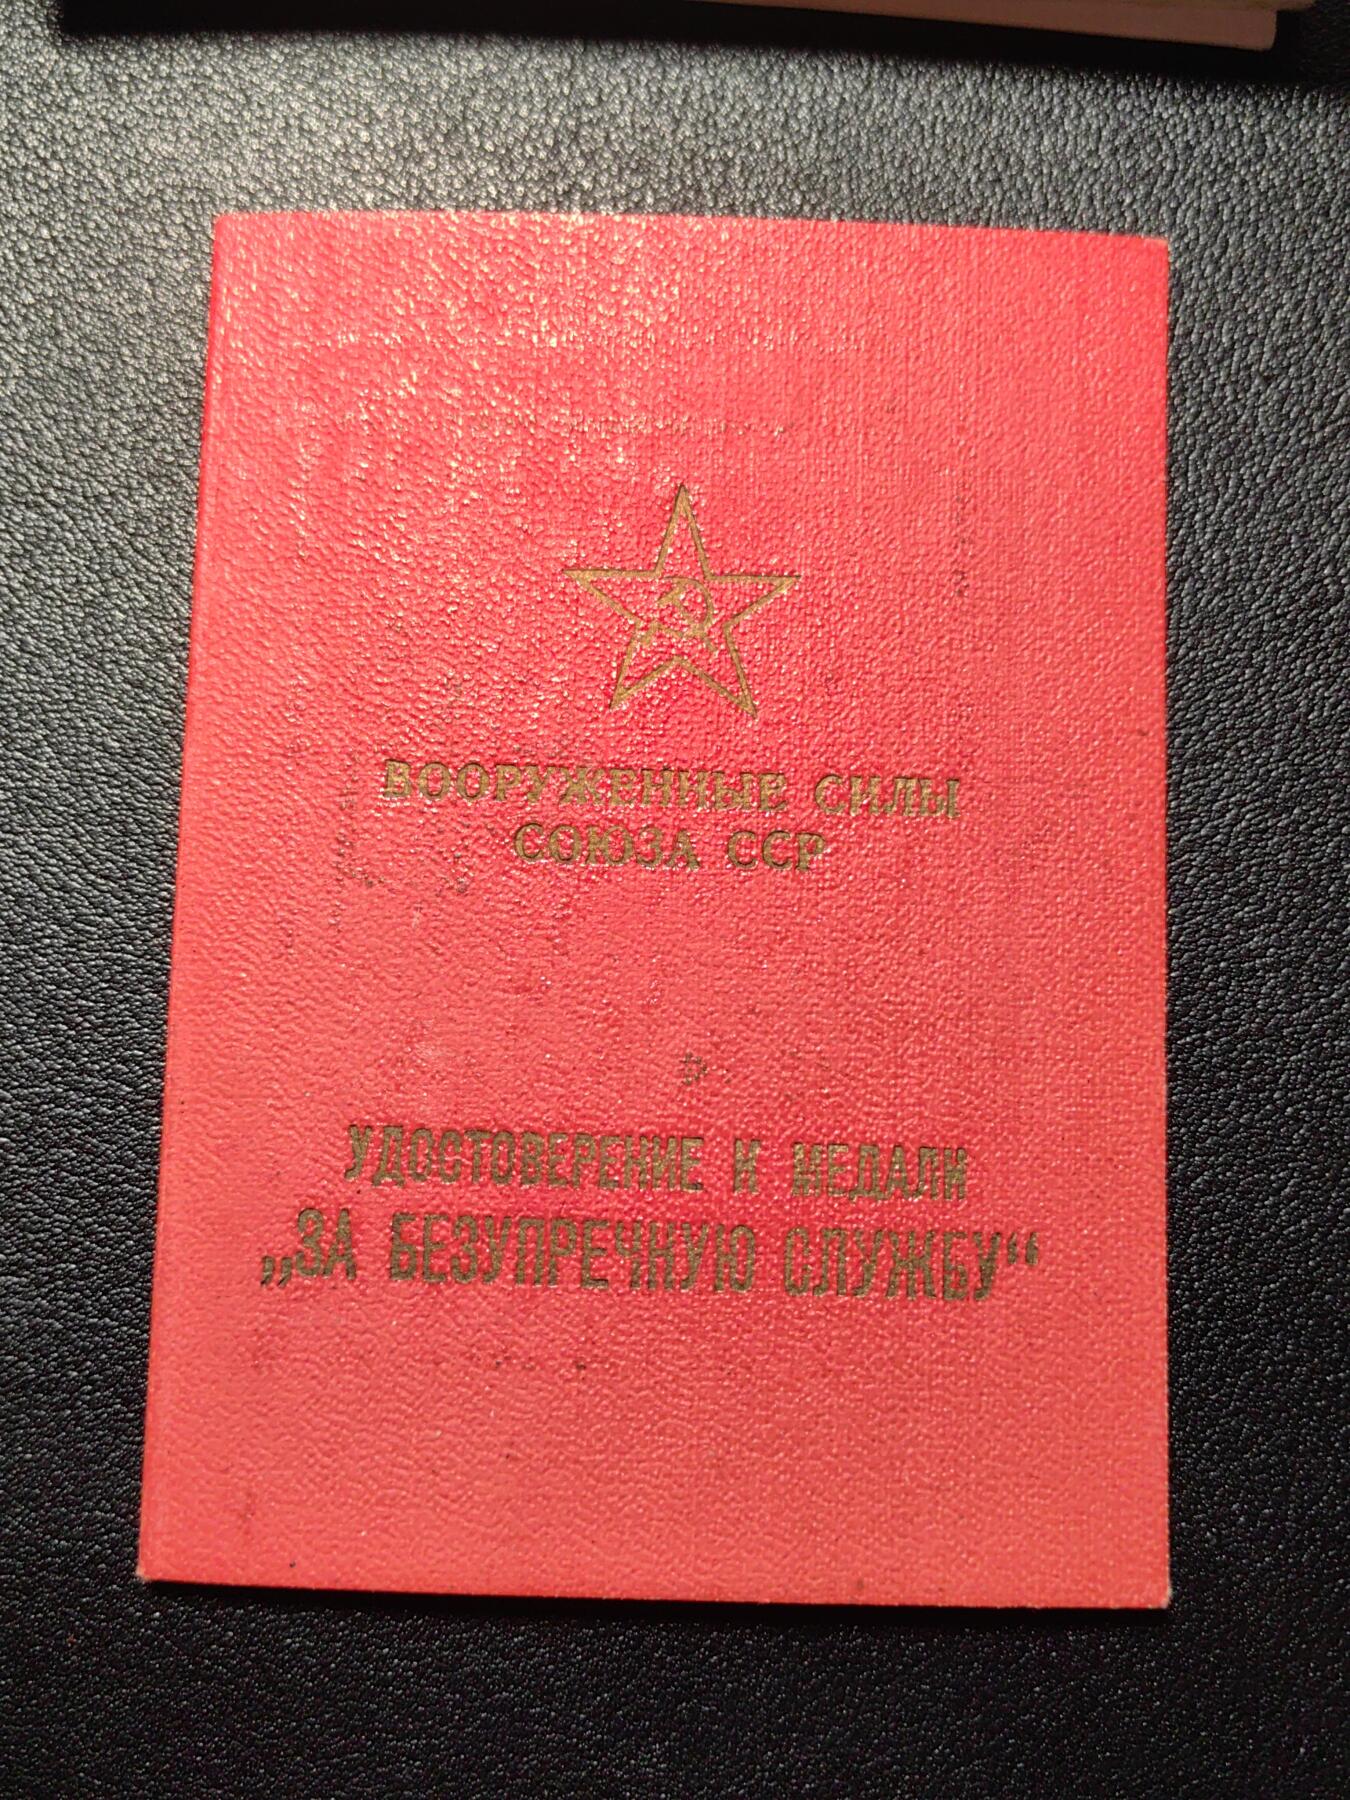 ВООРУЖЕННЫЕ СИЛЫ
СОЮЗА ССР
УДОСТОВЕРЕНИЕ К МЕДАЛИ
„ЗА БЕЗУПРЕЧНУЮ СЛУЖБУ“